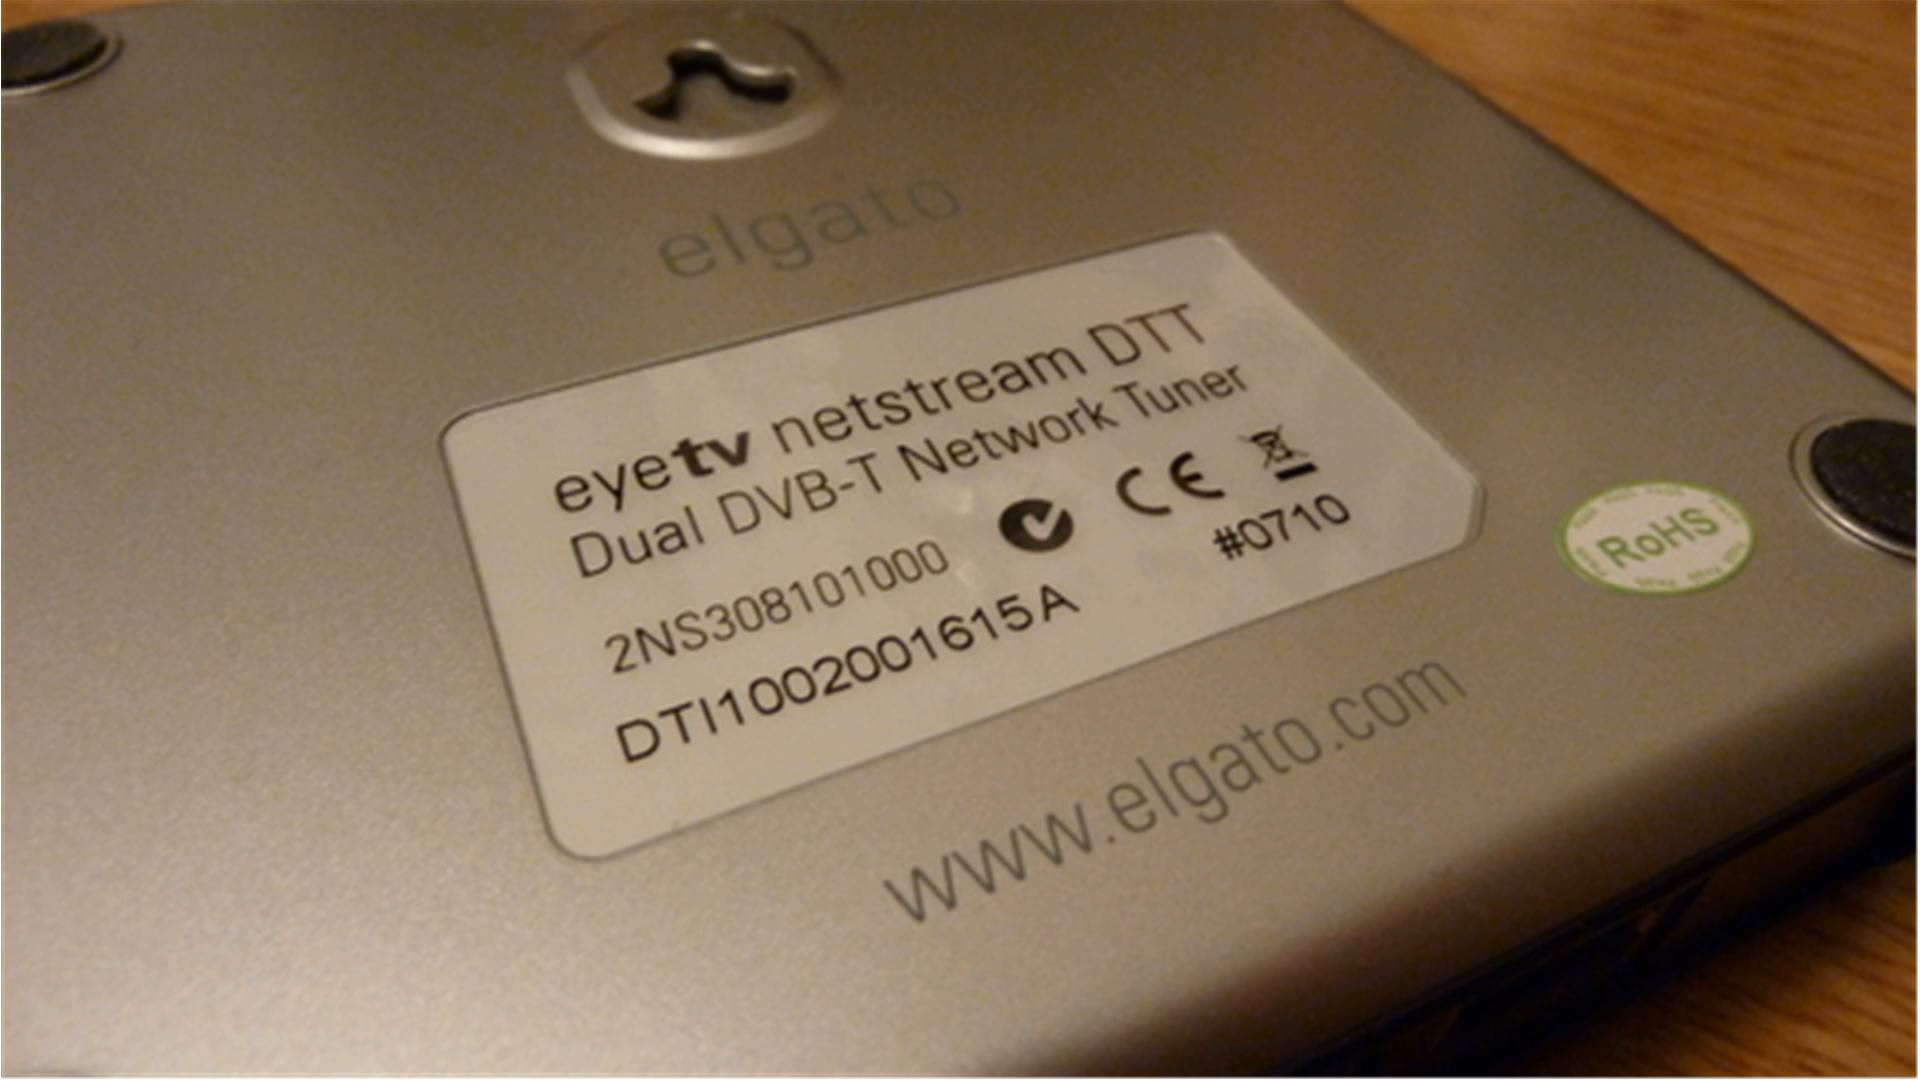 elgato
eyetv netstream DTT
Dual DVB-T Network Tuner
2NS308101000
CE
#0710
DTI1002001615A
RoHS
www.elgato.com